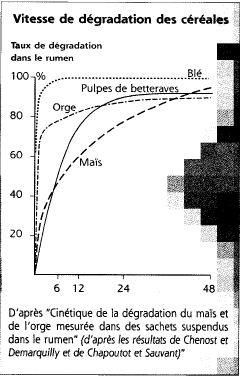 Vitesse de dégradation des céréales
Taux de dégradation
dans le rumen
100 %
Blé
Pulpes de betteraves
80
Orge
60
Maïs
40
20
6 12 24 48
D'après "Cinétique de la dégradation du maïs et
de l'orge mesurée dans des sachets suspendus
dans le rumen" (d'après les résultats de Chenost et
Demarquilly et de Chapoutot et Sauvant)"